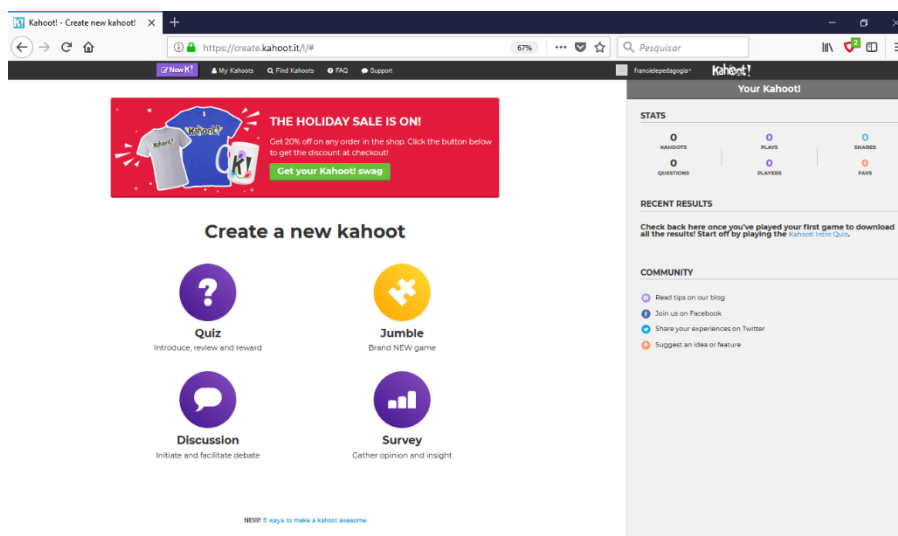 K! Kahoot! - Create new kahoot!
https://create.kahoot.it/l/#
67%
Pesquisar
2
New K!
My Kahoots
Find Kahoots
FAQ
Support
francielepedagogia
Kahoot!
THE HOLIDAY SALE IS ON!
Get 20% off on any order in the shop. Click the button below
to get the discount at checkout!
Get your Kahoot! swag
Kahoot!
Kahoot!
K!
Create a new kahoot
?
Quiz
Introduce, review and reward
Jumble
Brand NEW game
Discussion
Initiate and facilitate debate
Survey
Gather opinion and insight
NEW! 6 ways to make a kahoot awesome
Your Kahoot!
STATS
0
KAHOOTS
0
PLAYS
0
SHARES
0
QUESTIONS
0
PLAYERS
0
FAVS
RECENT RESULTS
Check back here once you've played your first game to download
all the results! Start off by playing the Kahoot! Intro Quiz.
COMMUNITY
Read tips on our blog
Join us on Facebook
Share your experiences on Twitter
Suggest an idea or feature